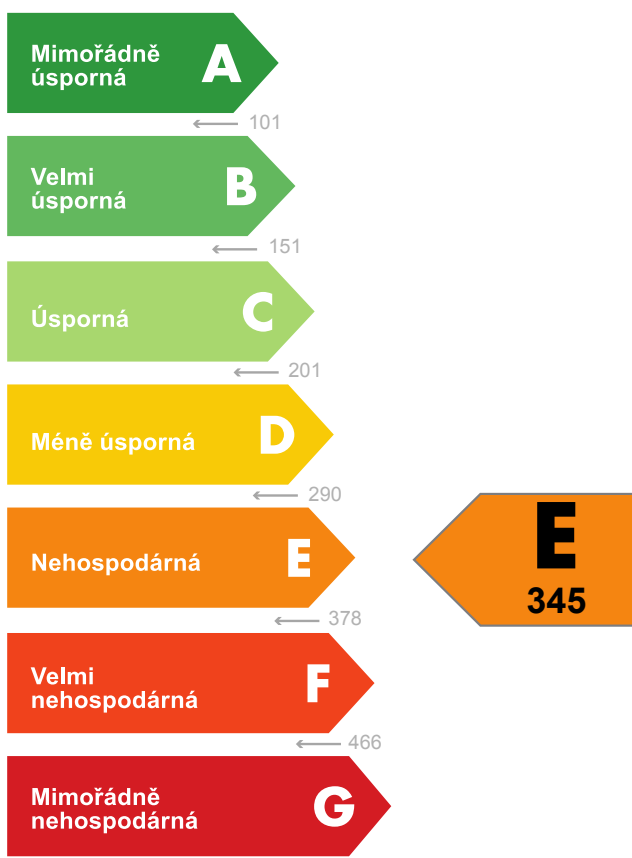 Mimořádně
úsporná
A
101
Velmi
úsporná
B
151
Úsporná
C
201
Méně úsporná
D
290
Nehospodárná
E
E
345
378
Velmi
nehospodárná
F
466
Mimořádně
nehospodárná
G